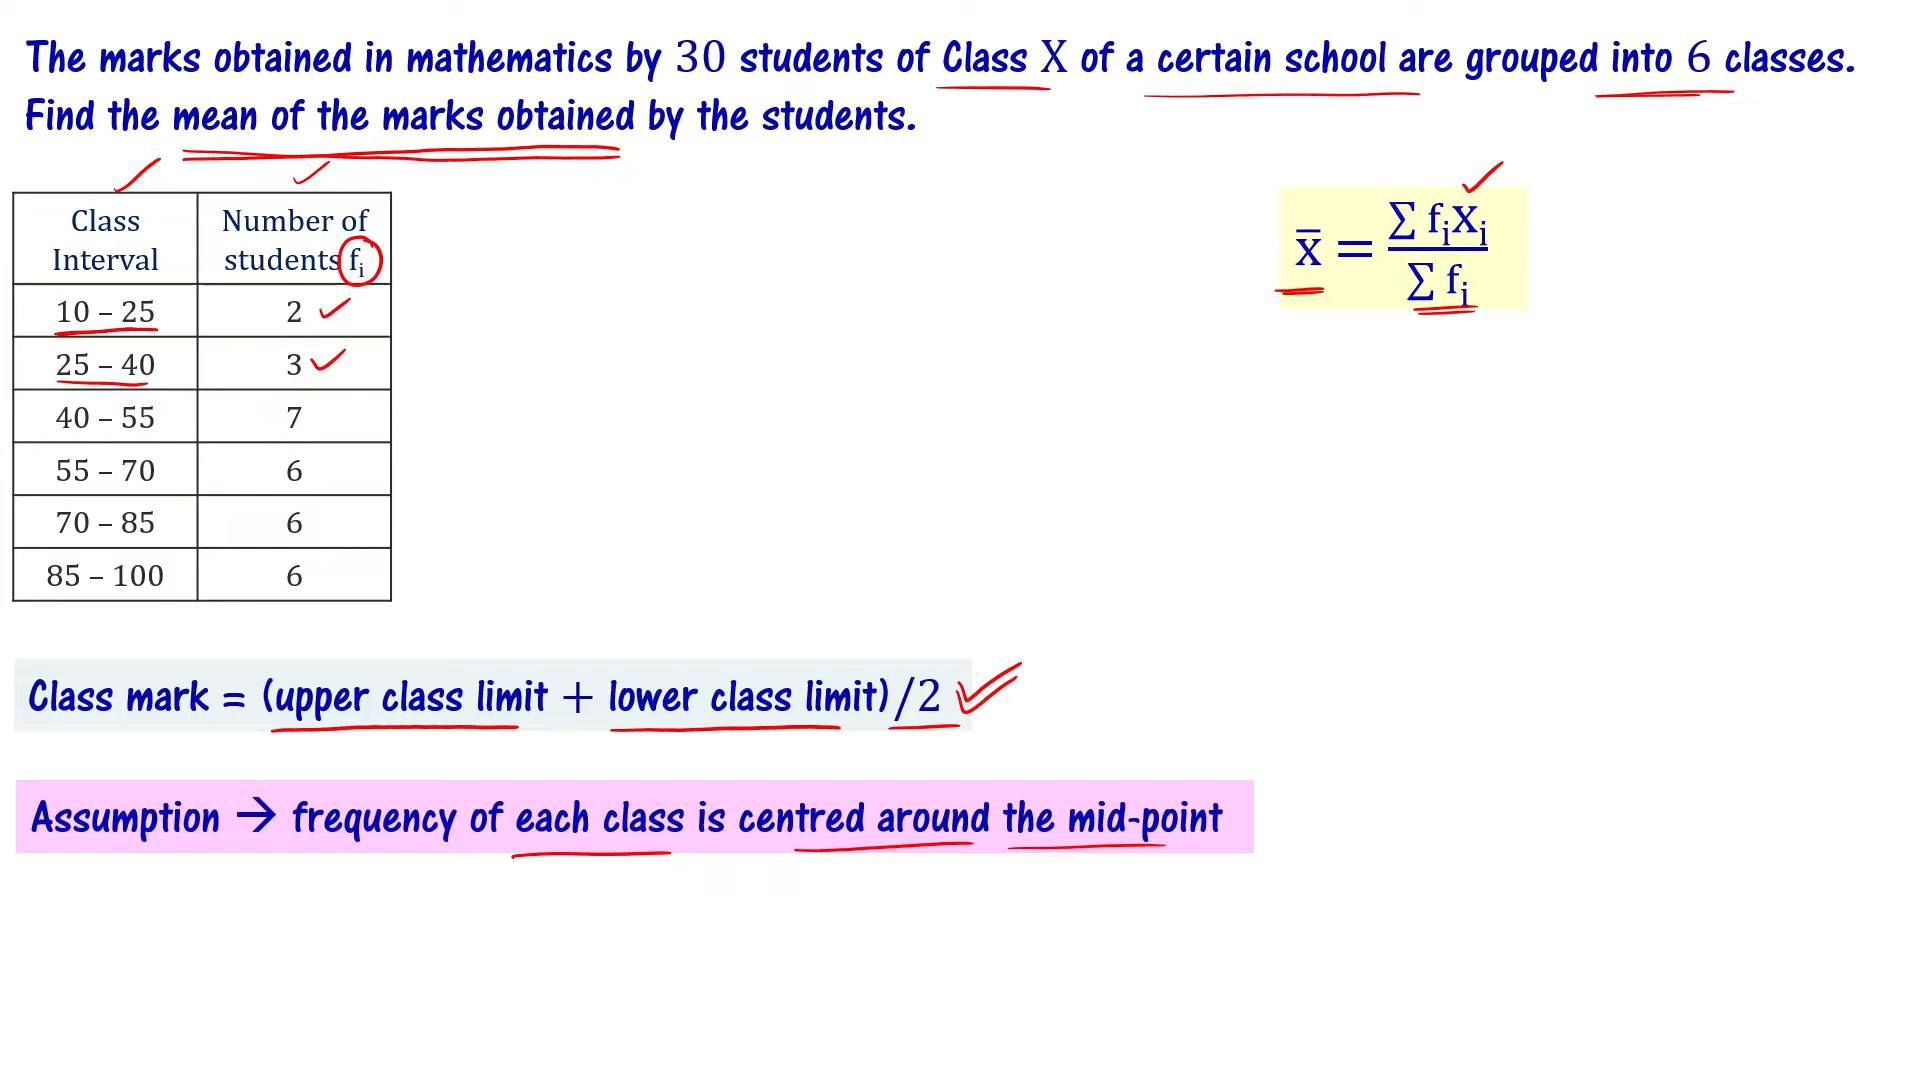 The marks obtained in mathematics by 30 students of Class X of a certain school are grouped into 6 classes.
Find the mean of the marks obtained by the students.
Class Interval | Number of students fᵢ
10 – 25 | 2
25 – 40 | 3
40 – 55 | 7
55 – 70 | 6
70 – 85 | 6
85 – 100 | 6
x̅ = ∑ fᵢxᵢ / ∑ fᵢ
Class mark = (upper class limit + lower class limit)/2
Assumption → frequency of each class is centred around the mid-point